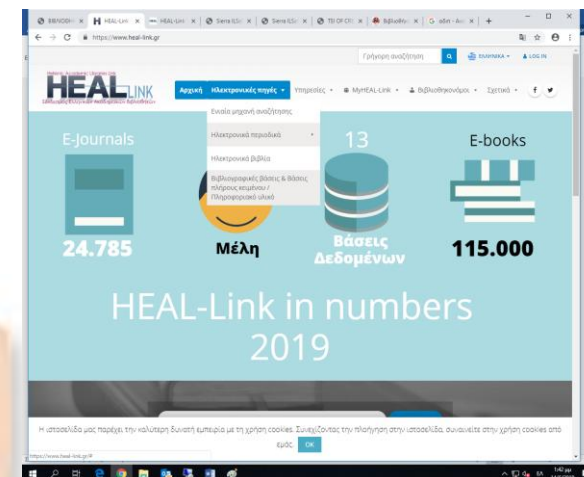 HEAL-Link
https://www.heal-link.gr
Γρήγορη αναζήτηση
ΕΛΛΗΝΙΚΑ
LOG IN
HEAL LINK
Αρχική
Ηλεκτρονικές πηγές
Υπηρεσίες
MyHEAL-Link
Βιβλιοθηκονόμοι
Σχετικά
Ενιαία μηχανή αναζήτησης
Ηλεκτρονικά περιοδικά
Ηλεκτρονικά βιβλία
Βιβλιογραφικές βάσεις & Βάσεις
πλήρους κειμένου /
Πληροφοριακό υλικό
E-Journals
13
E-books
24.785
Μέλη
Βάσεις
Δεδομένων
115.000
HEAL-Link in numbers
2019
Η ιστοσελίδα μας παρέχει την καλύτερη δυνατή εμπειρία με τη χρήση cookies. Συνεχίζοντας την πλοήγηση στην ιστοσελίδα, συναινείτε στην χρήση cookies από
εμάς. OK
https://www.heal-link.gr/#
1:42 μμ